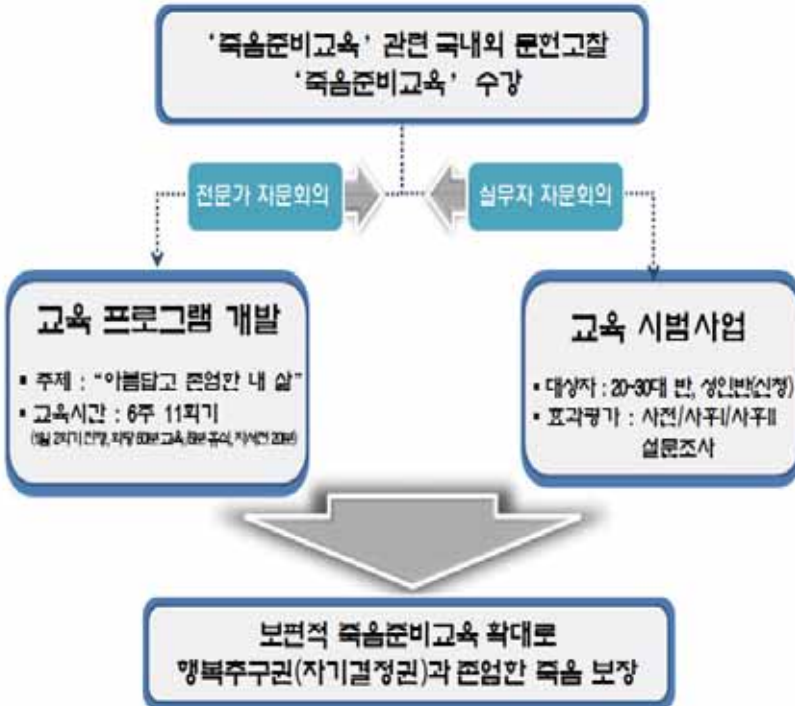 ‘죽음준비교육’ 관련 국내외 문헌고찰
‘죽음준비교육’ 수강
전문가 자문회의
실무자 자문회의
교육 프로그램 개발
▪ 주제 : “아름답고 존엄한 내 삶”
▪ 교육시간 : 6주 11회기
교육 시범사업
▪ 대상자 : 20~30대 반, 성인반(신청)
▪ 효과평가 : 사전/사후Ⅰ/사후Ⅱ
설문조사
보편적 죽음준비교육 확대로
행복추구권(자기결정권)과 존엄한 죽음 보장